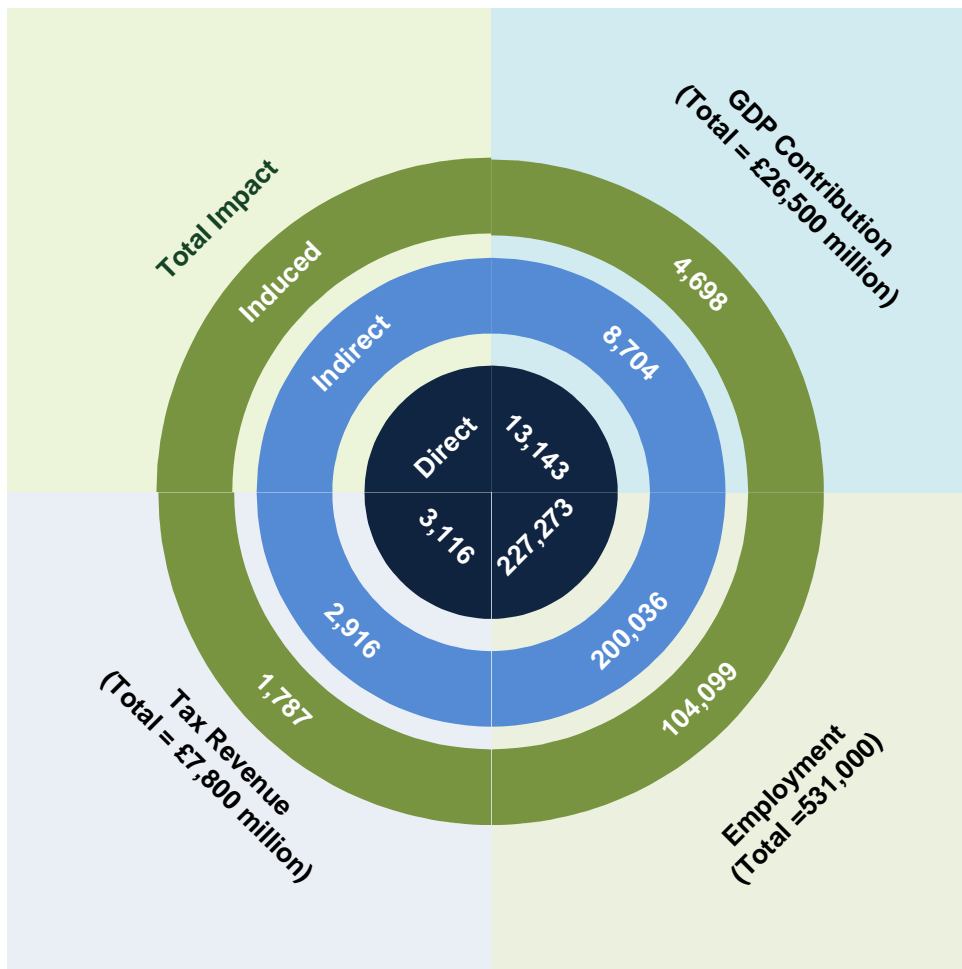 Total Impact
Induced
Indirect
Direct
GDP Contribution
(Total = £26,500 million)
4,698
8,704
13,143
Tax Revenue
(Total = £7,800 million)
1,787
2,916
3,116
Employment
(Total =531,000)
227,273
200,036
104,099